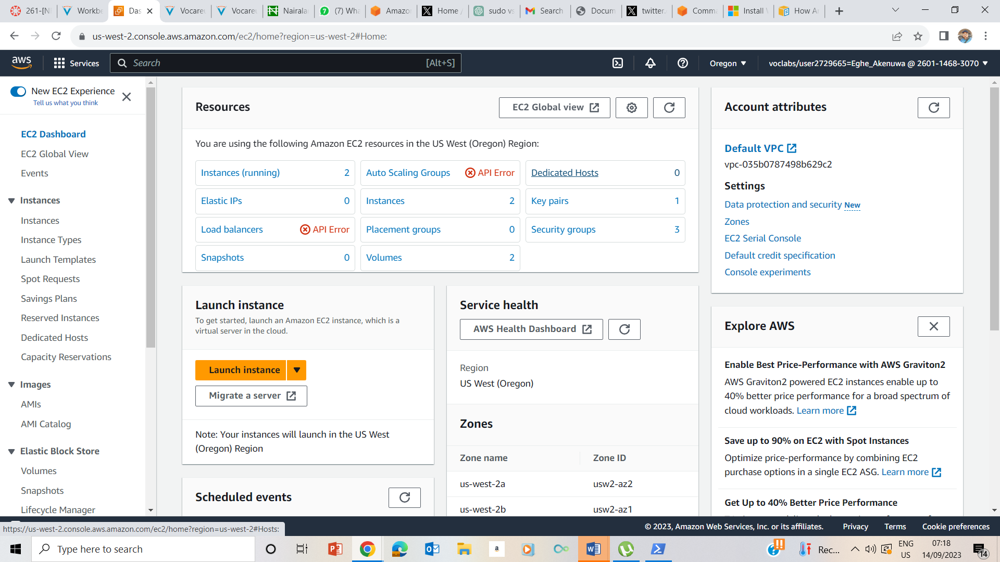 261-[N
Workbe
Das
Vocareu
Vocareu
Nairala
(7) Wha
Amazo
Home /
sudo vs
Search
Docum
twitter.
Comma
Install
How A
us-west-2.console.aws.amazon.com/ec2/home?region=us-west-2#Home:
aws
Services
Search
[Alt+S]
Oregon
voclabs/user2729665=Eghe_Akenuwa @ 2601-1468-3070
New EC2 Experience
Tell us what you think
EC2 Dashboard
EC2 Global View
Events
Instances
Instances
Instance Types
Launch Templates
Spot Requests
Savings Plans
Reserved Instances
Dedicated Hosts
Capacity Reservations
Images
AMIs
AMI Catalog
Elastic Block Store
Volumes
Snapshots
Lifecycle Manager
Resources
EC2 Global view
You are using the following Amazon EC2 resources in the US West (Oregon) Region:
Instances (running) 2
Auto Scaling Groups API Error
Dedicated Hosts 0
Elastic IPs 0
Instances 2
Key pairs 1
Load balancers API Error
Placement groups 0
Security groups 3
Snapshots 0
Volumes 2
Launch instance
To get started, launch an Amazon EC2 instance, which is a
virtual server in the cloud.
Launch instance
Migrate a server
Note: Your instances will launch in the US West
(Oregon) Region
Scheduled events
Service health
AWS Health Dashboard
Region
US West (Oregon)
Zones
Zone name Zone ID
us-west-2a usw2-az2
us-west-2b usw2-az1
Account attributes
Default VPC
vpc-035b0787498b629c2
Settings
Data protection and security New
Zones
EC2 Serial Console
Default credit specification
Console experiments
Explore AWS
Enable Best Price-Performance with AWS Graviton2
AWS Graviton2 powered EC2 instances enable up to
40% better price performance for a broad spectrum of
cloud workloads. Learn more
Save up to 90% on EC2 with Spot Instances
Optimize price-performance by combining EC2
purchase options in a single EC2 ASG. Learn more
Get Up to 40% Better Price Performance
https://us-west-2.console.aws.amazon.com/ec2/home?region=us-west-2#Hosts:
© 2023, Amazon Web Services, Inc. or its affiliates.
Privacy
Terms
Cookie preferences
Type here to search
Rec...
ENG
US
07:18
14/09/2023
14